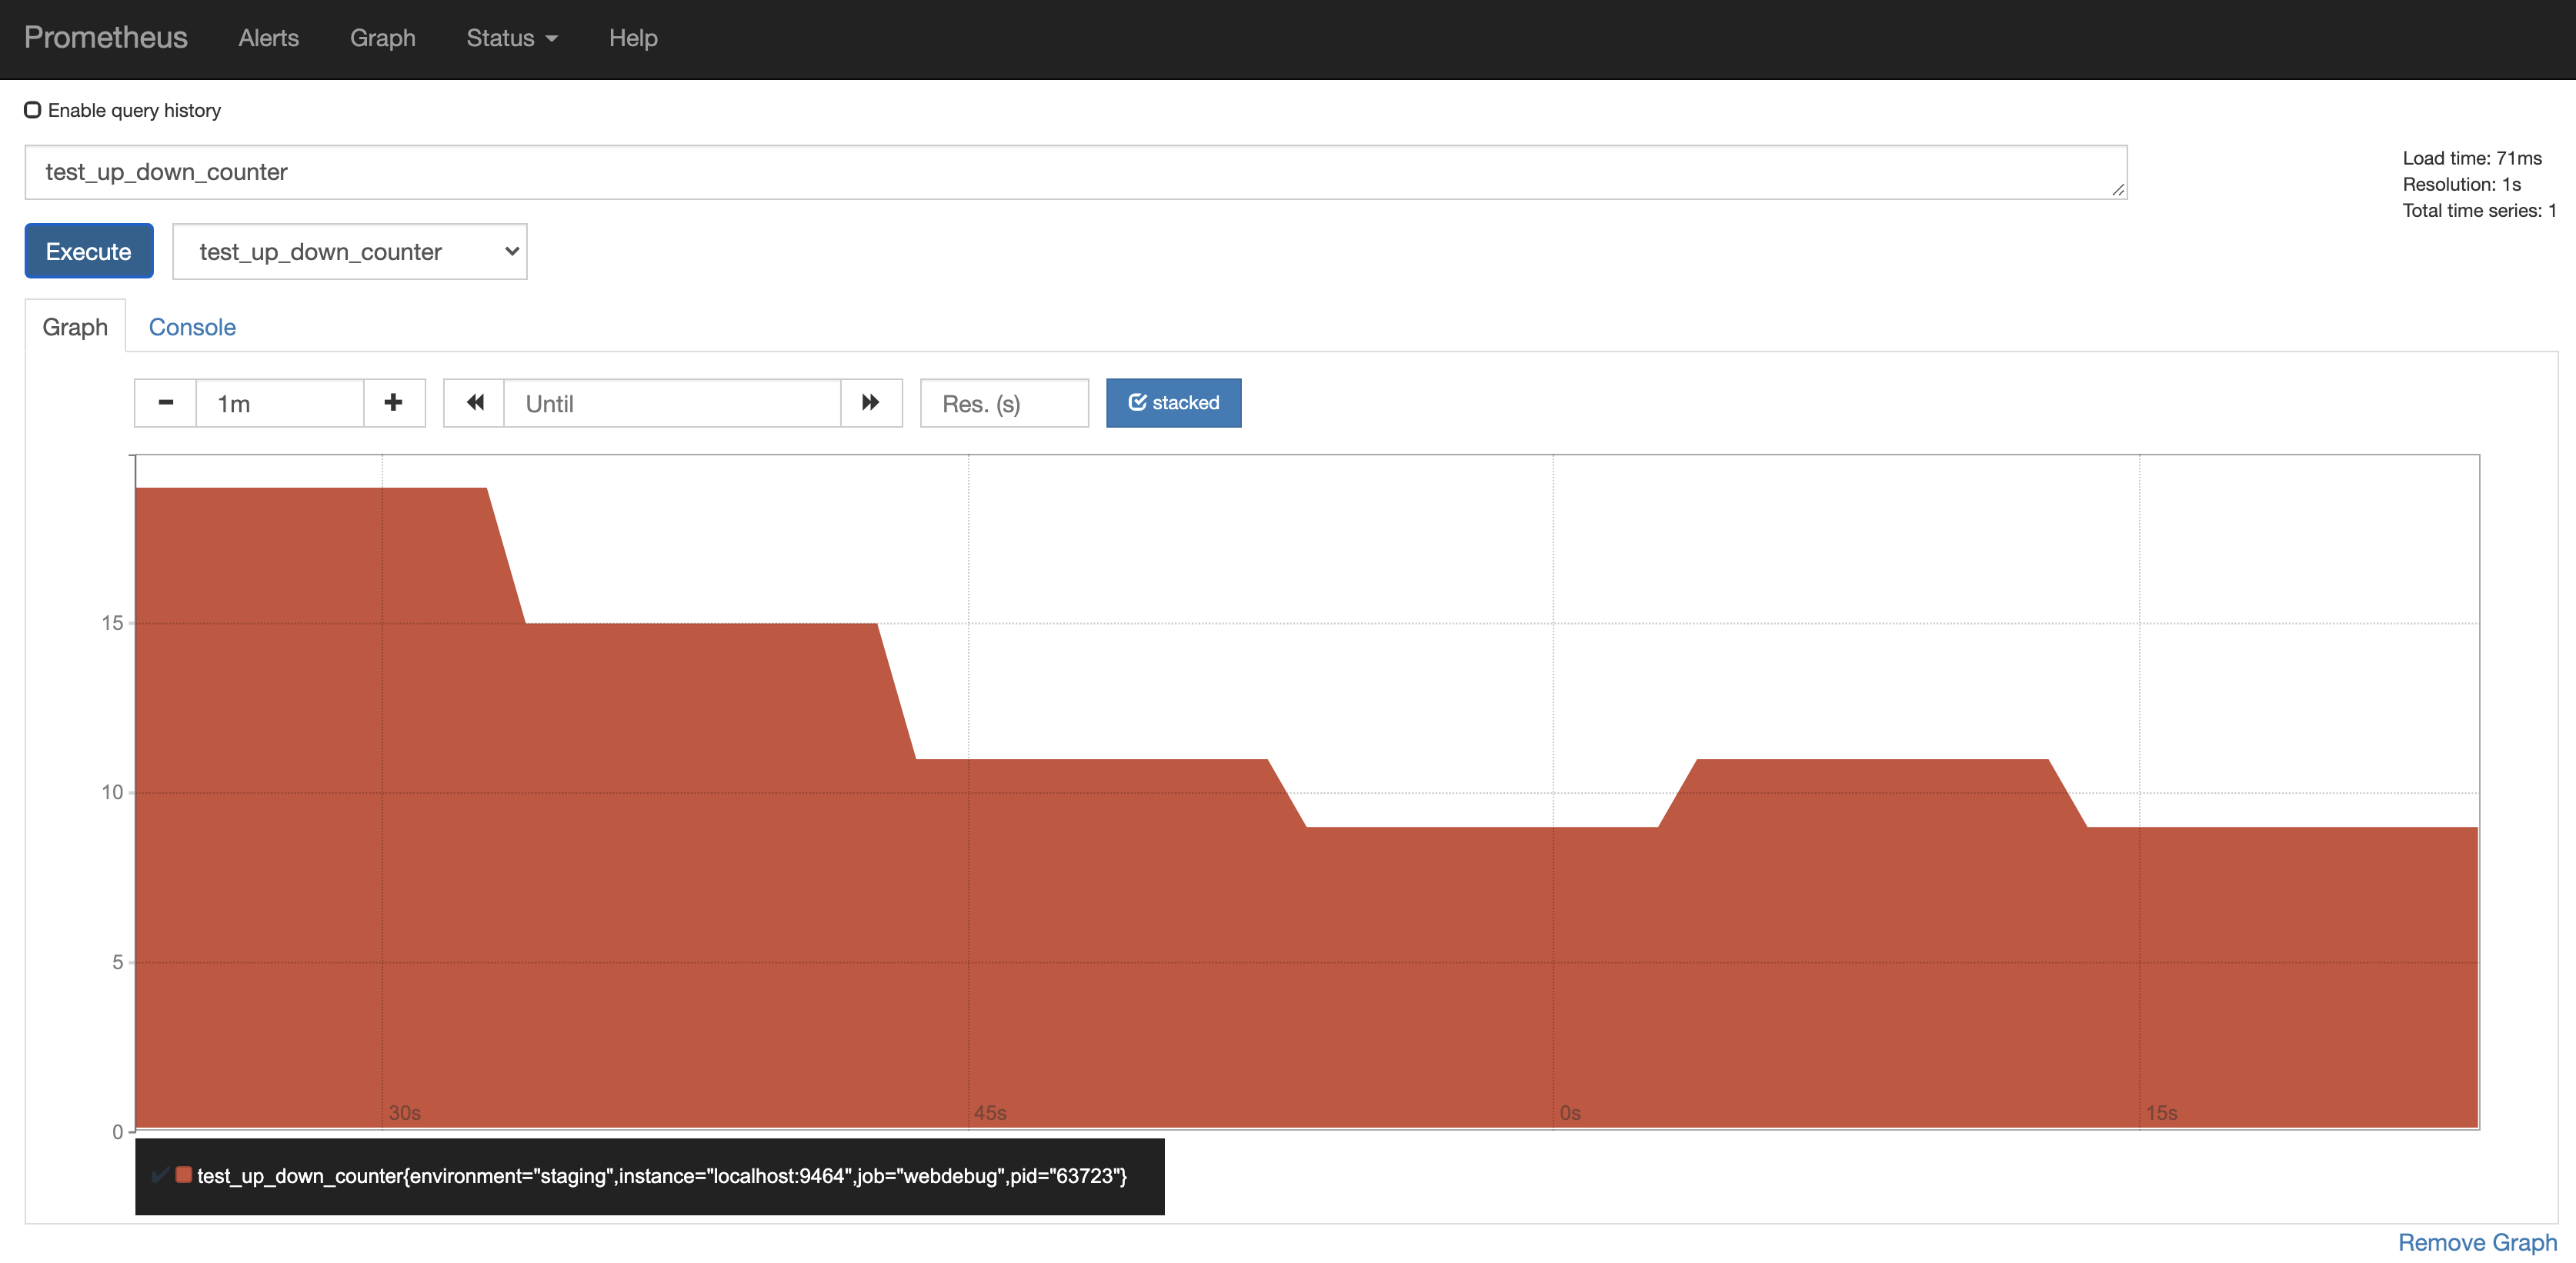 Prometheus Alerts Graph Status Help
Enable query history
test_up_down_counter
Load time: 71ms
Resolution: 1s
Total time series: 1
Execute test_up_down_counter
Graph Console
1m Until Res. (s) stacked
15
10
5
0
30s 45s 0s 15s
test_up_down_counter{environment="staging",instance="localhost:9464",job="webdebug",pid="63723"}
Remove Graph